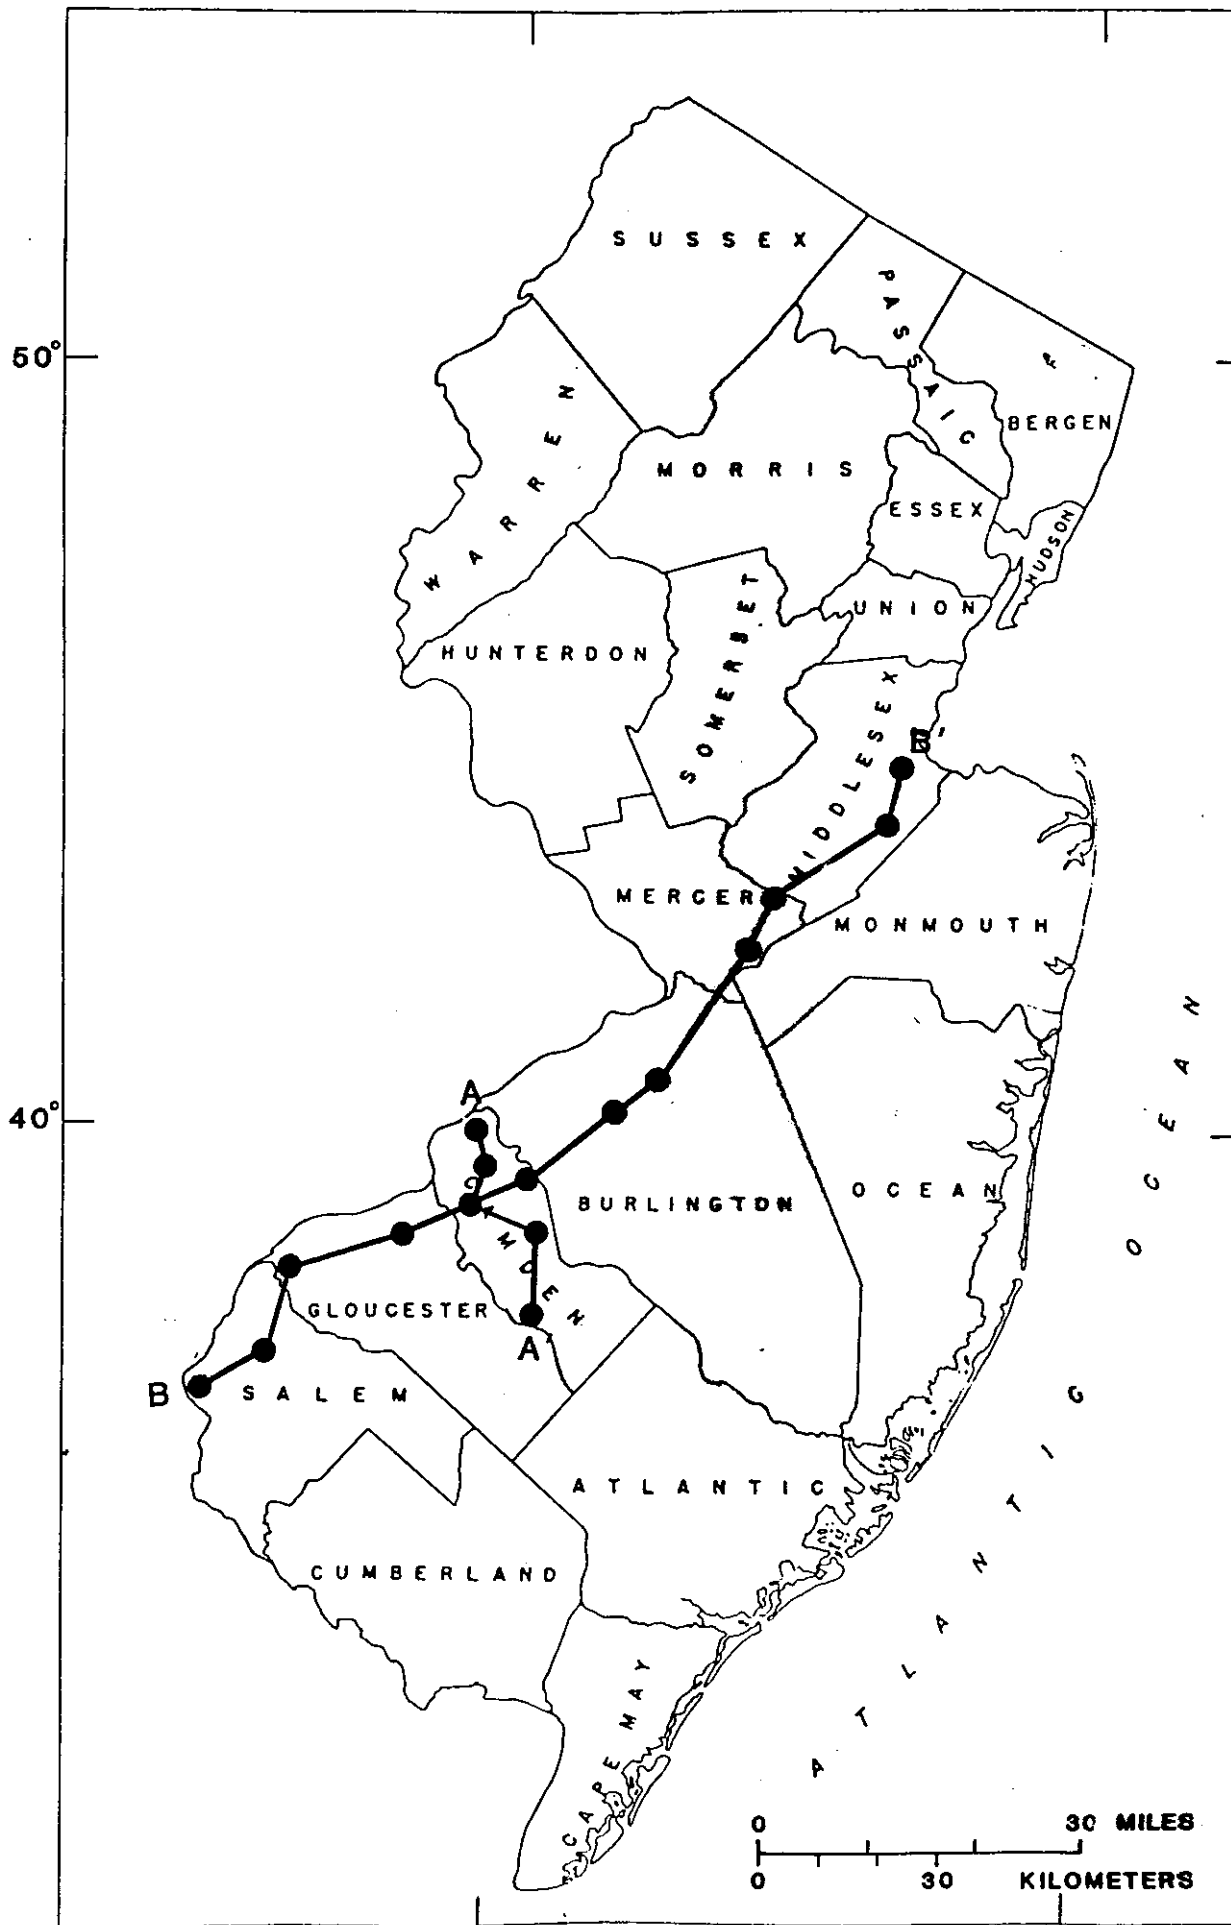 SUSSEX
PASSAIC
50°
WARREN
BERGEN
MORRIS
ESSEX
HUDSON
UNION
HUNTERDON
SOMERSET
MIDDLESEX
MERCER
MONMOUTH
A
40°
BURLINGTON
OCEAN
GLOUCESTER
A'
B
SALEM
ATLANTIC
CUMBERLAND
CAPE MAY
ATLANTIC OCEAN
0 30 MILES
0 30 KILOMETERS